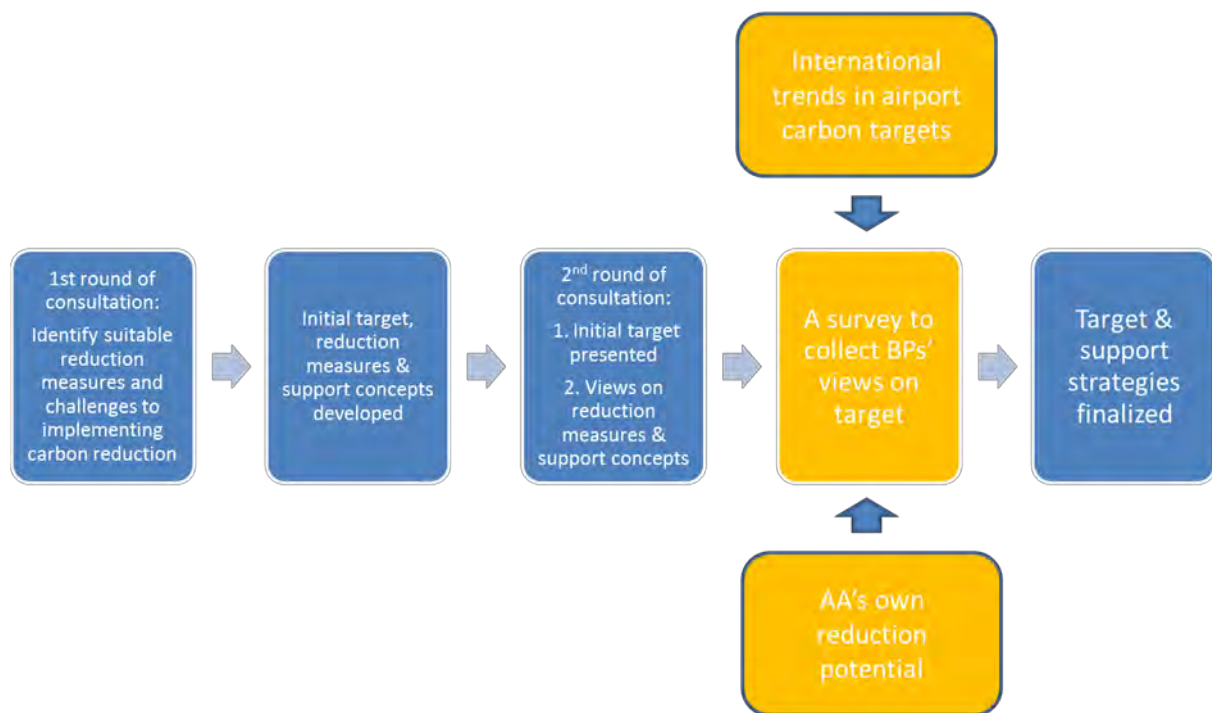 International
trends in airport
carbon targets
1st round of
consultation:
Identify suitable
reduction
measures and
challenges to
implementing
carbon reduction
Initial target,
reduction
measures &
support concepts
developed
2nd round of
consultation:
1. Initial target
presented
2. Views on
reduction
measures &
support concepts
A survey to
collect BPs'
views on
target
Target &
support
strategies
finalized
AA's own
reduction
potential